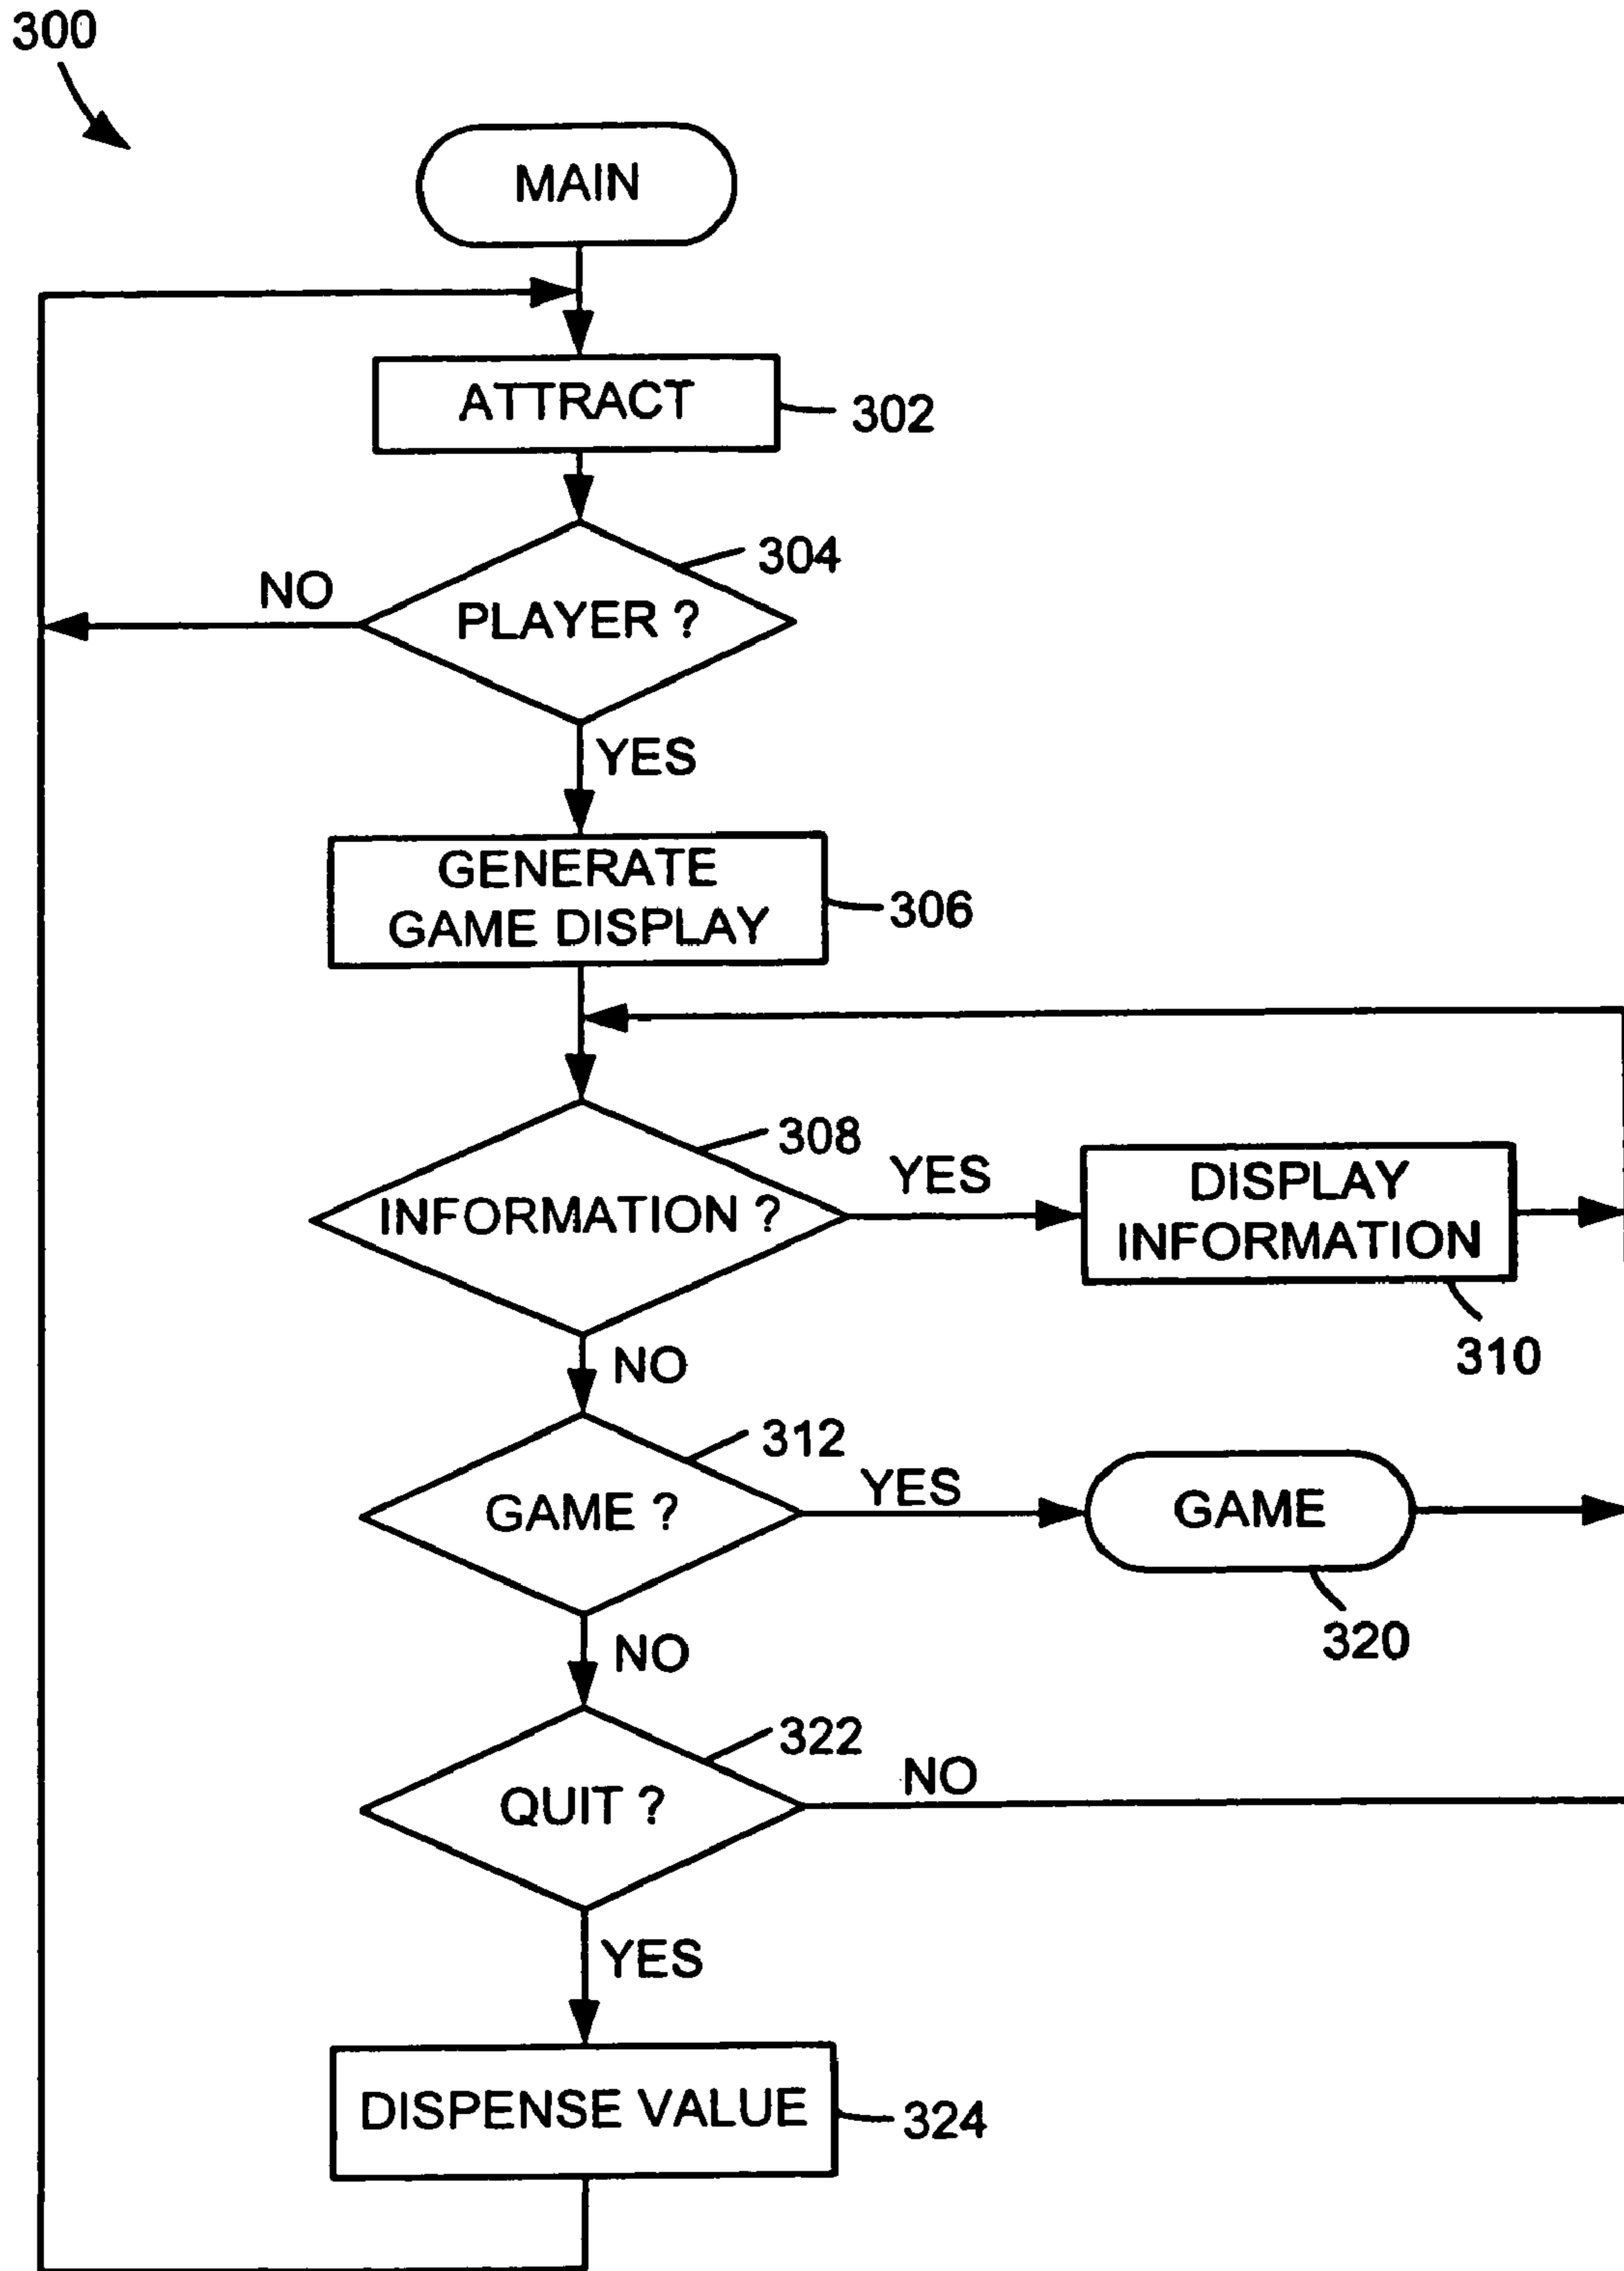 300
MAIN
ATTRACT
302
304
NO
PLAYER ?
YES
GENERATE
GAME DISPLAY
306
308
INFORMATION ?
YES
DISPLAY
INFORMATION
310
NO
312
GAME ?
YES
GAME
320
NO
322
QUIT ?
NO
YES
DISPENSE VALUE
324